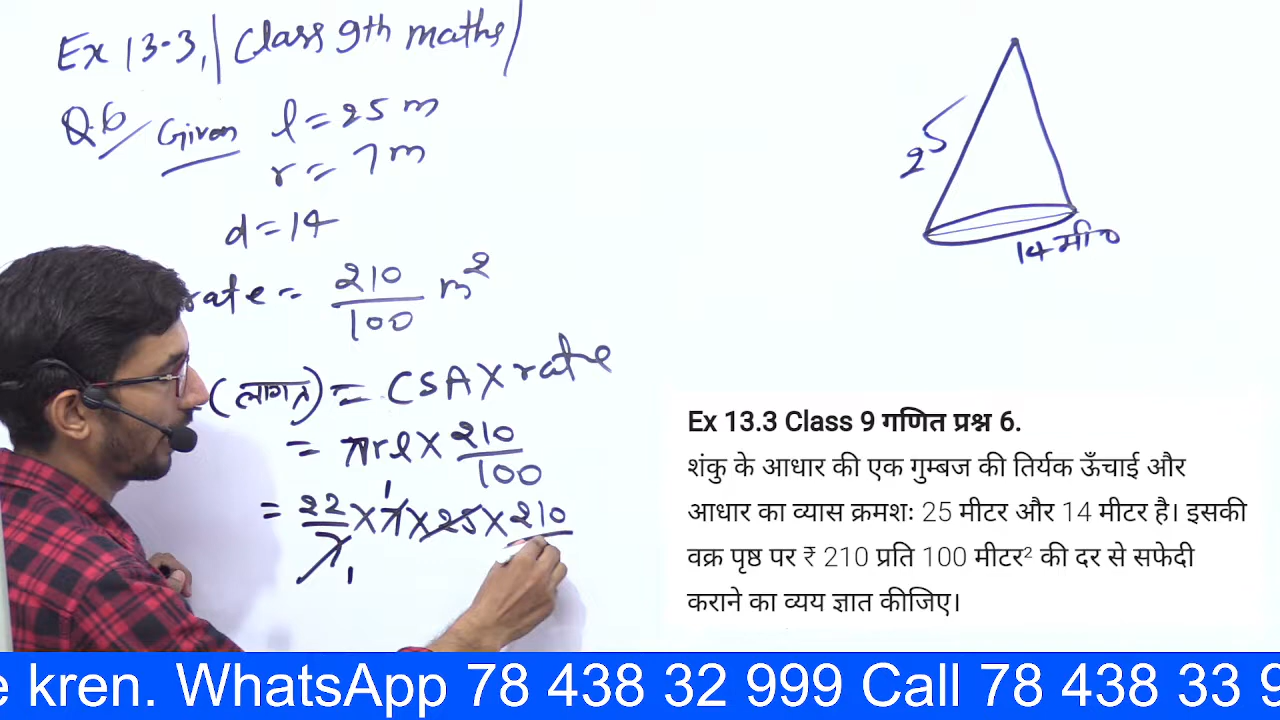 Ex 13.3, | Class 9th maths |
Q.6 Given l = 25 m
r = 7 m
d = 14
rate = 210/100 m²
(लागत) = CSA X rate
= πrl × 210/100
= 22/7 × 7 × 25 × 210
1
1
25
14 मी०
Ex 13.3 Class 9 गणित प्रश्न 6.
शंकु के आधार की एक गुम्बज की तिर्यक ऊँचाई और
आधार का व्यास क्रमशः 25 मीटर और 14 मीटर है। इसकी
वक्र पृष्ठ पर ₹ 210 प्रति 100 मीटर² की दर से सफेदी
कराने का व्यय ज्ञात कीजिए।
kren. WhatsApp 78 438 32 999 Call 78 438 33 9